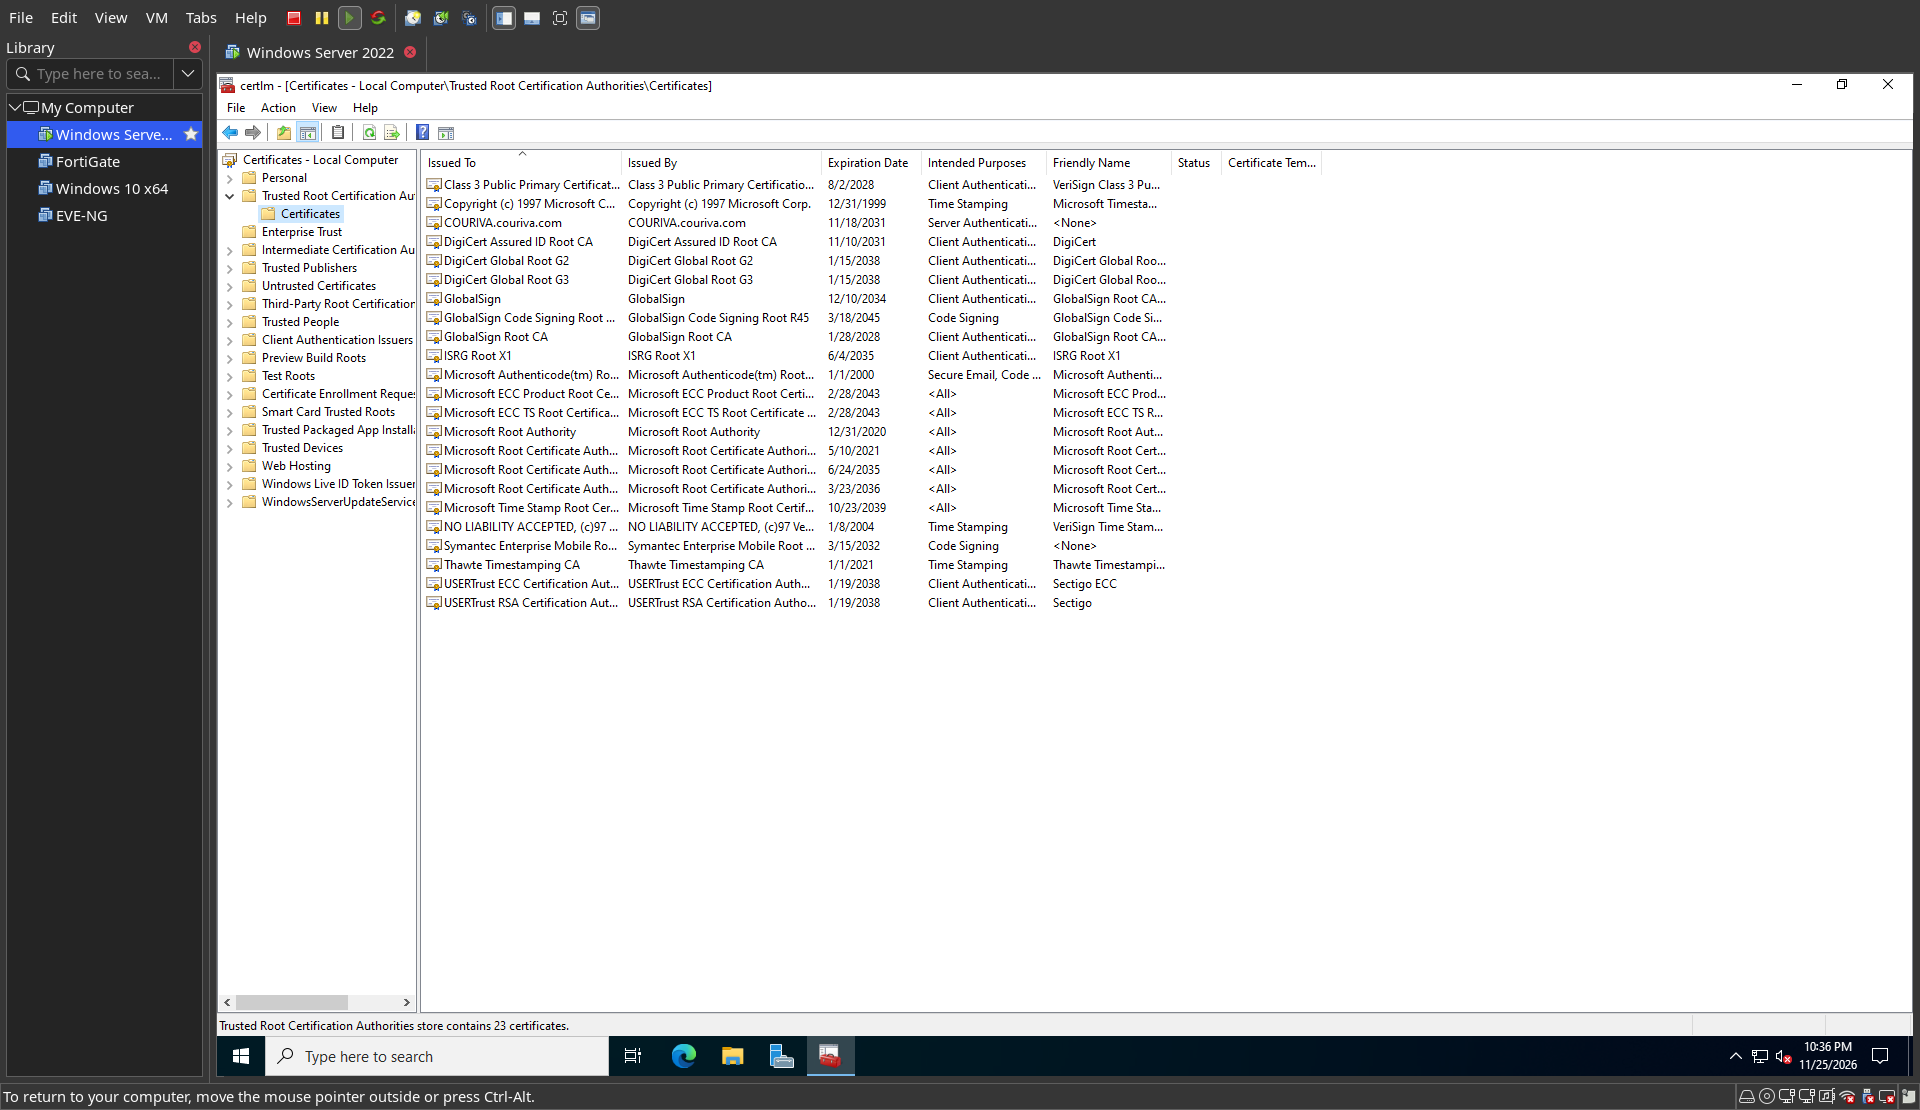 File Edit View VM Tabs Help
Library
Type here to sea...
My Computer
Windows Serve...
FortiGate
Windows 10 x64
EVE-NG
Windows Server 2022
certlm - [Certificates - Local Computer\Trusted Root Certification Authorities\Certificates]
File Action View Help
Certificates - Local Computer
Personal
Trusted Root Certification Au
Certificates
Enterprise Trust
Intermediate Certification Au
Trusted Publishers
Untrusted Certificates
Third-Party Root Certification
Trusted People
Client Authentication Issuers
Preview Build Roots
Test Roots
Certificate Enrollment Reques
Smart Card Trusted Roots
Trusted Packaged App Installa
Trusted Devices
Web Hosting
Windows Live ID Token Issuer
WindowsServerUpdateService
Issued To Issued By Expiration Date Intended Purposes Friendly Name Status Certificate Tem...
Class 3 Public Primary Certificat... Class 3 Public Primary Certificatio... 8/2/2028 Client Authenticati... VeriSign Class 3 Pu...
Copyright (c) 1997 Microsoft C... Copyright (c) 1997 Microsoft Corp. 12/31/1999 Time Stamping Microsoft Timesta...
COURIVA.couriva.com COURIVA.couriva.com 11/18/2031 Server Authenticati... <None>
DigiCert Assured ID Root CA DigiCert Assured ID Root CA 11/10/2031 Client Authenticati... DigiCert
DigiCert Global Root G2 DigiCert Global Root G2 1/15/2038 Client Authenticati... DigiCert Global Roo...
DigiCert Global Root G3 DigiCert Global Root G3 1/15/2038 Client Authenticati... DigiCert Global Roo...
GlobalSign GlobalSign 12/10/2034 Client Authenticati... GlobalSign Root CA...
GlobalSign Code Signing Root ... GlobalSign Code Signing Root R45 3/18/2045 Code Signing GlobalSign Code Si...
GlobalSign Root CA GlobalSign Root CA 1/28/2028 Client Authenticati... GlobalSign Root CA...
ISRG Root X1 ISRG Root X1 6/4/2035 Client Authenticati... ISRG Root X1
Microsoft Authenticode(tm) Ro... Microsoft Authenticode(tm) Root... 1/1/2000 Secure Email, Code ... Microsoft Authenti...
Microsoft ECC Product Root Ce... Microsoft ECC Product Root Certi... 2/28/2043 <All> Microsoft ECC Prod...
Microsoft ECC TS Root Certifica... Microsoft ECC TS Root Certificate ... 2/28/2043 <All> Microsoft ECC TS R...
Microsoft Root Authority Microsoft Root Authority 12/31/2020 <All> Microsoft Root Aut...
Microsoft Root Certificate Auth... Microsoft Root Certificate Authori... 5/10/2021 <All> Microsoft Root Cert...
Microsoft Root Certificate Auth... Microsoft Root Certificate Authori... 6/24/2035 <All> Microsoft Root Cert...
Microsoft Root Certificate Auth... Microsoft Root Certificate Authori... 3/23/2036 <All> Microsoft Root Cert...
Microsoft Time Stamp Root Cer... Microsoft Time Stamp Root Certif... 10/23/2039 <All> Microsoft Time Sta...
NO LIABILITY ACCEPTED, (c)97 ... NO LIABILITY ACCEPTED, (c)97 Ve... 1/8/2004 Time Stamping VeriSign Time Stam...
Symantec Enterprise Mobile Ro... Symantec Enterprise Mobile Root ... 3/15/2032 Code Signing <None>
Thawte Timestamping CA Thawte Timestamping CA 1/1/2021 Time Stamping Thawte Timestampi...
USERTrust ECC Certification Aut... USERTrust ECC Certification Auth... 1/19/2038 Client Authenticati... Sectigo ECC
USERTrust RSA Certification Aut... USERTrust RSA Certification Autho... 1/19/2038 Client Authenticati... Sectigo
Trusted Root Certification Authorities store contains 23 certificates.
Type here to search
10:36 PM
11/25/2026
To return to your computer, move the mouse pointer outside or press Ctrl-Alt.